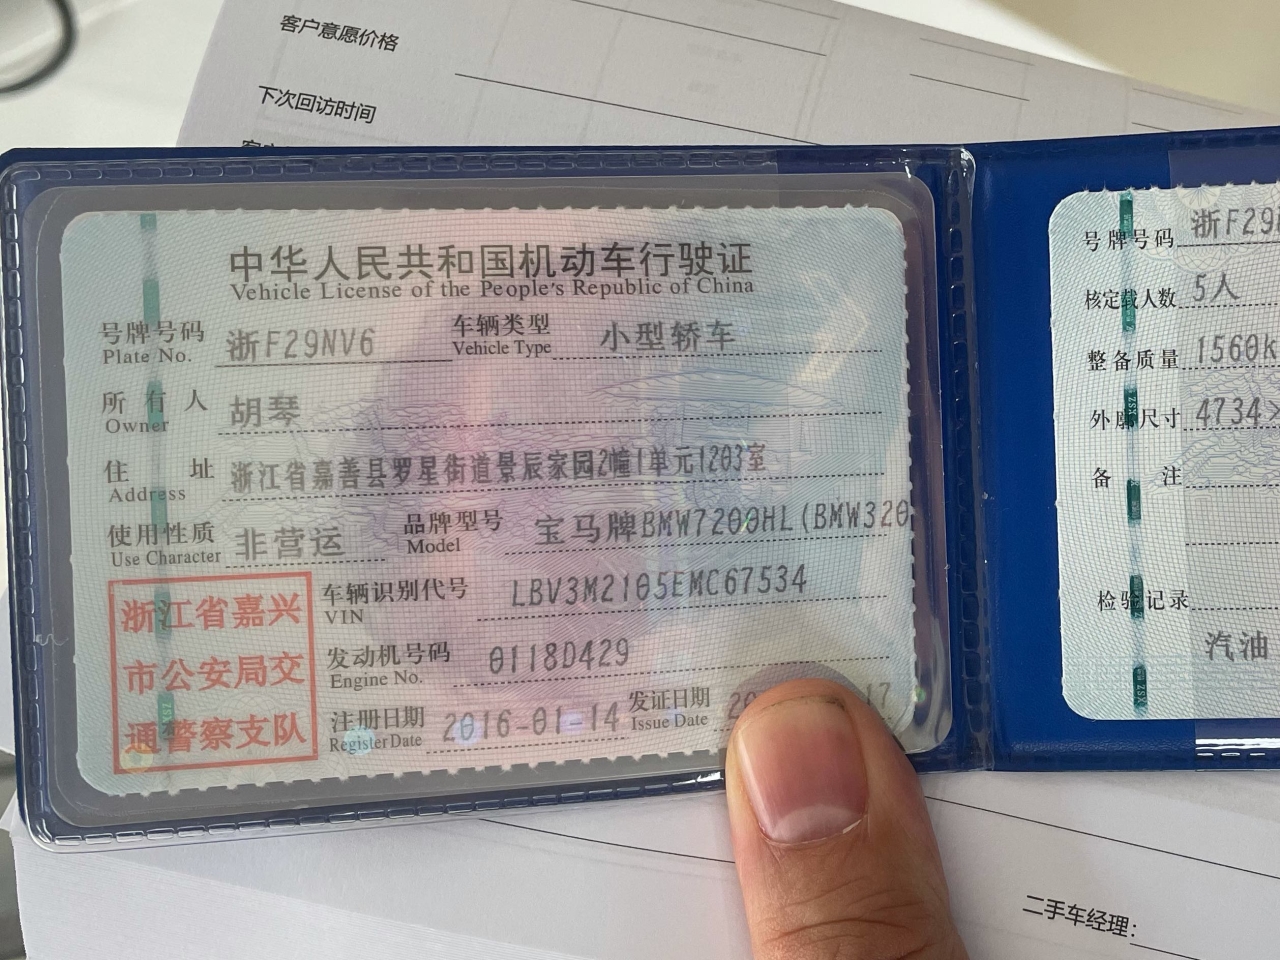 客户意愿价格
下次回访时间
中华人民共和国机动车行驶证
Vehicle License of the People's Republic of China
号牌号码 浙F29NV6 车辆类型 小型轿车
Plate No. Vehicle Type
所有人 胡琴
Owner
住址 浙江省嘉善县罗星街道景辰家园2幢1单元1203室
Address
使用性质 非营运 品牌型号 宝马牌BMW7200HL(BMW320
Use Character Model
车辆识别代号 LBV3M2105EMC67534
VIN
发动机号码 0118D429
Engine No.
注册日期 2016-01-14 发证日期 20 17
Register Date Issue Date
浙江省嘉兴
市公安局交
通警察支队
号牌号码 浙F29
核定载人数 5人
整备质量 1560k
外廓尺寸 4734×
备注
检验记录
汽油
二手车经理: